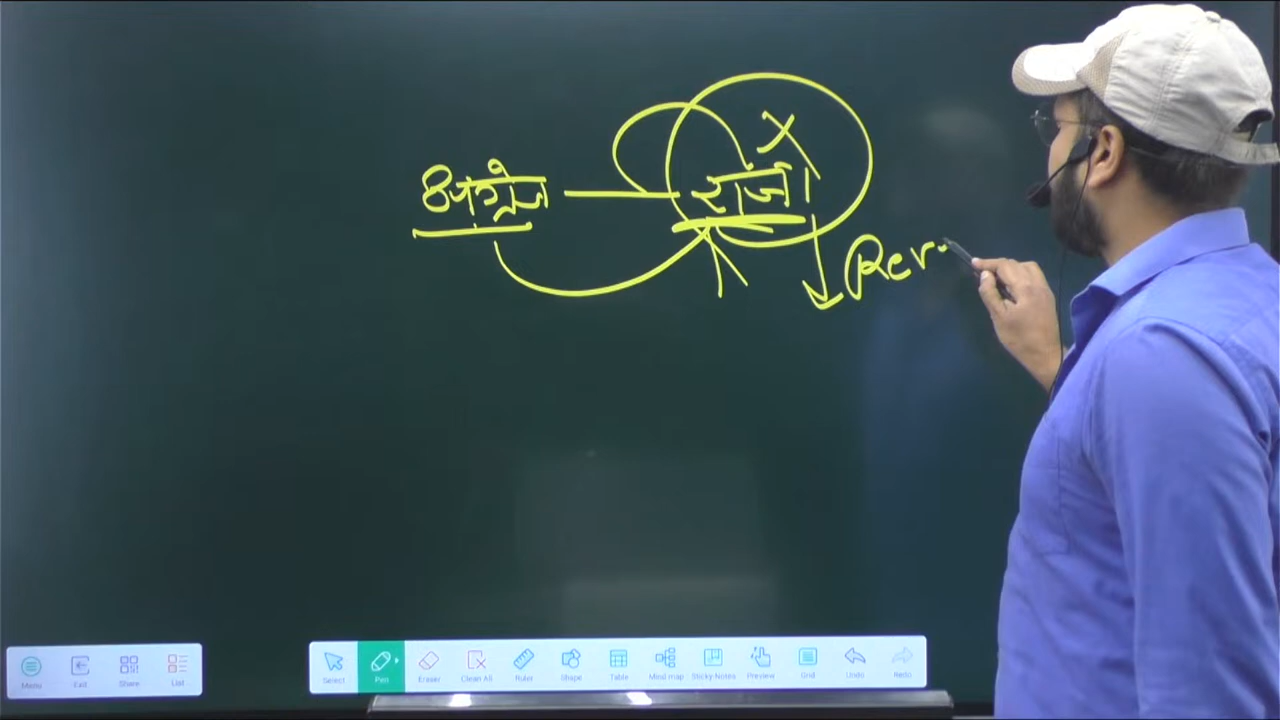 अंग्रेज — राजा X
Rev.
Menu Exit Share List Select Pen Eraser Clean All Ruler Shape Table Mind map Sticky Notes Preview Grid Undo Redo